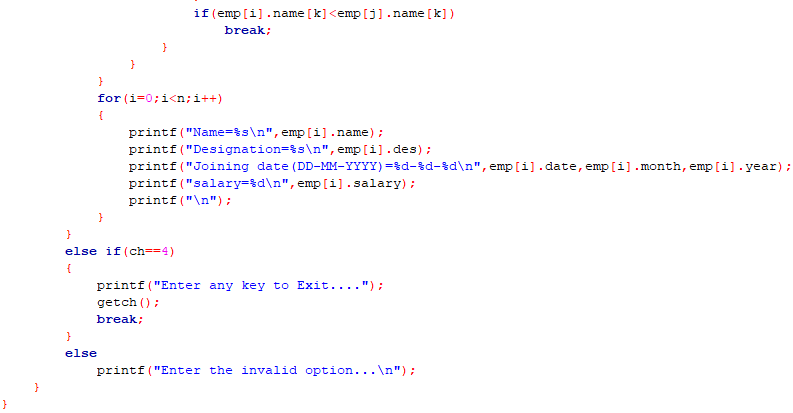 if(emp[i].name[k]<emp[j].name[k])
break;
}
}
}
for(i=0;i<n;i++)
{
printf("Name=%s\n",emp[i].name);
printf("Designation=%s\n",emp[i].des);
printf("Joining date(DD-MM-YYYY)=%d-%d-%d\n",emp[i].date,emp[i].month,emp[i].year);
printf("salary=%d\n",emp[i].salary);
printf("\n");
}
}
else if(ch==4)
{
printf("Enter any key to Exit....");
getch();
break;
}
else
printf("Enter the invalid option...\n");
}
}